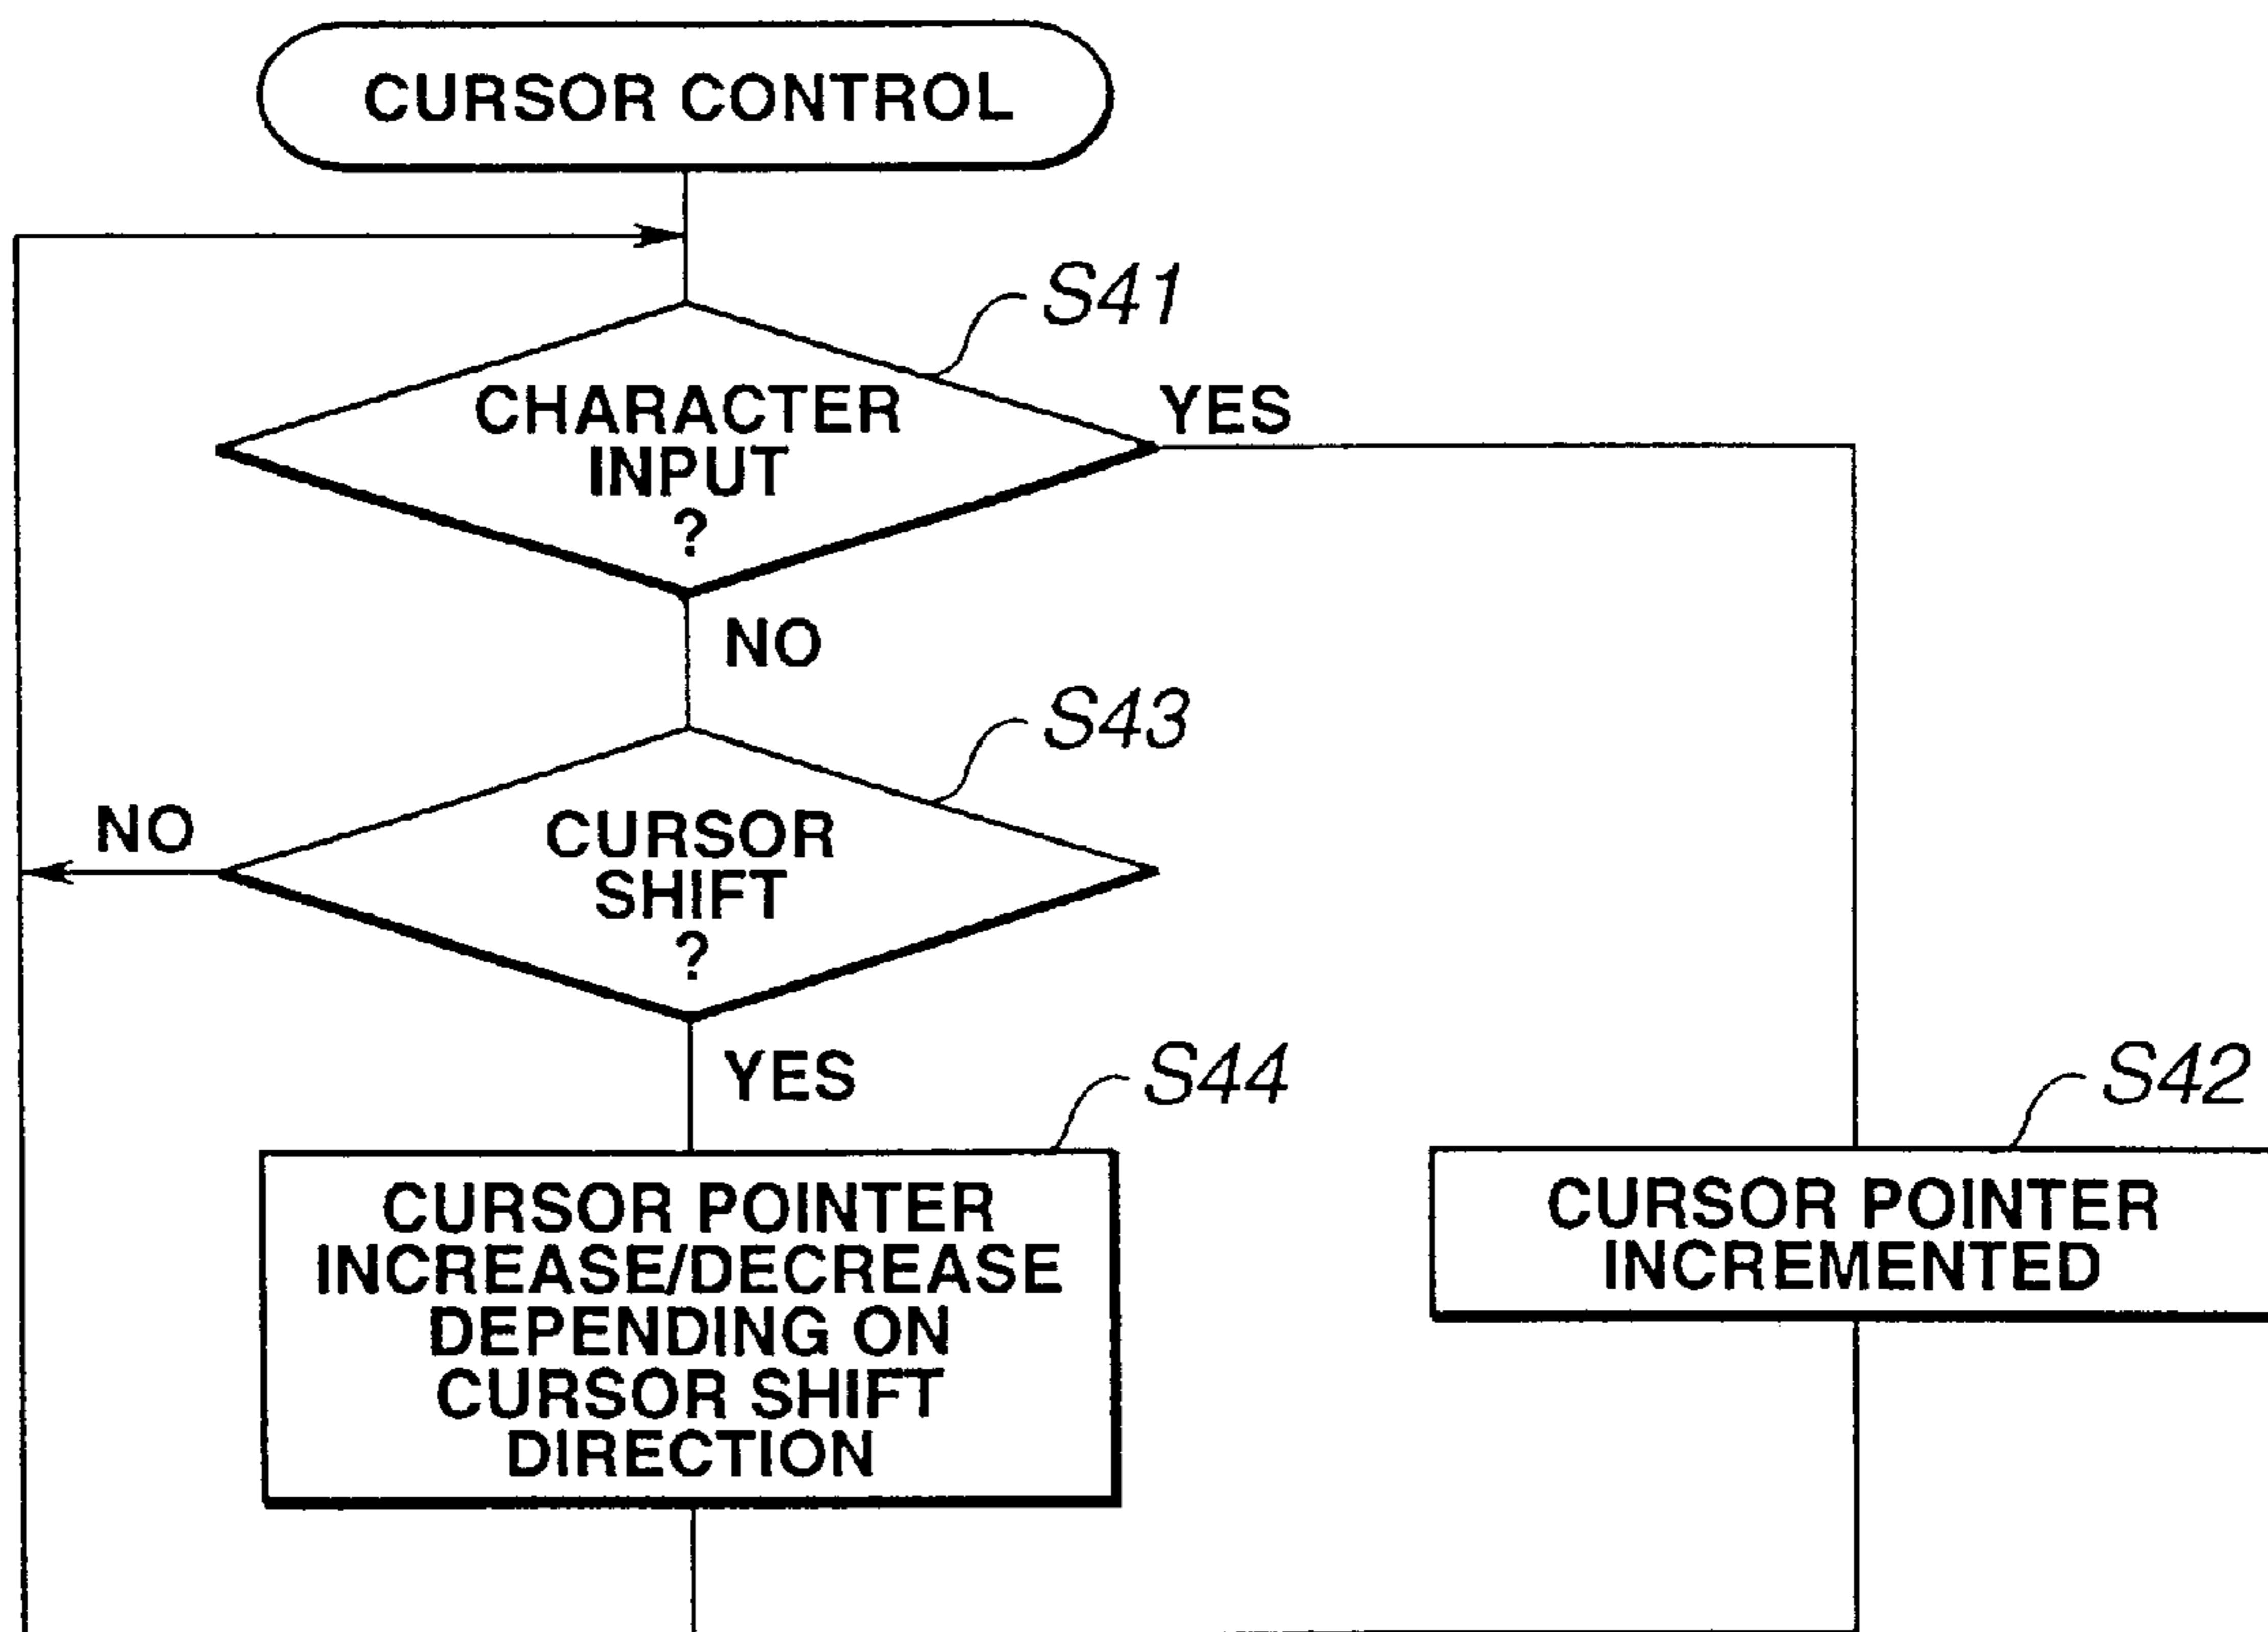 CURSOR CONTROL
S41
CHARACTER
INPUT
?
YES
NO
S43
CURSOR
SHIFT
?
NO
YES
S44
CURSOR POINTER
INCREASE/DECREASE
DEPENDING ON
CURSOR SHIFT
DIRECTION
S42
CURSOR POINTER
INCREMENTED